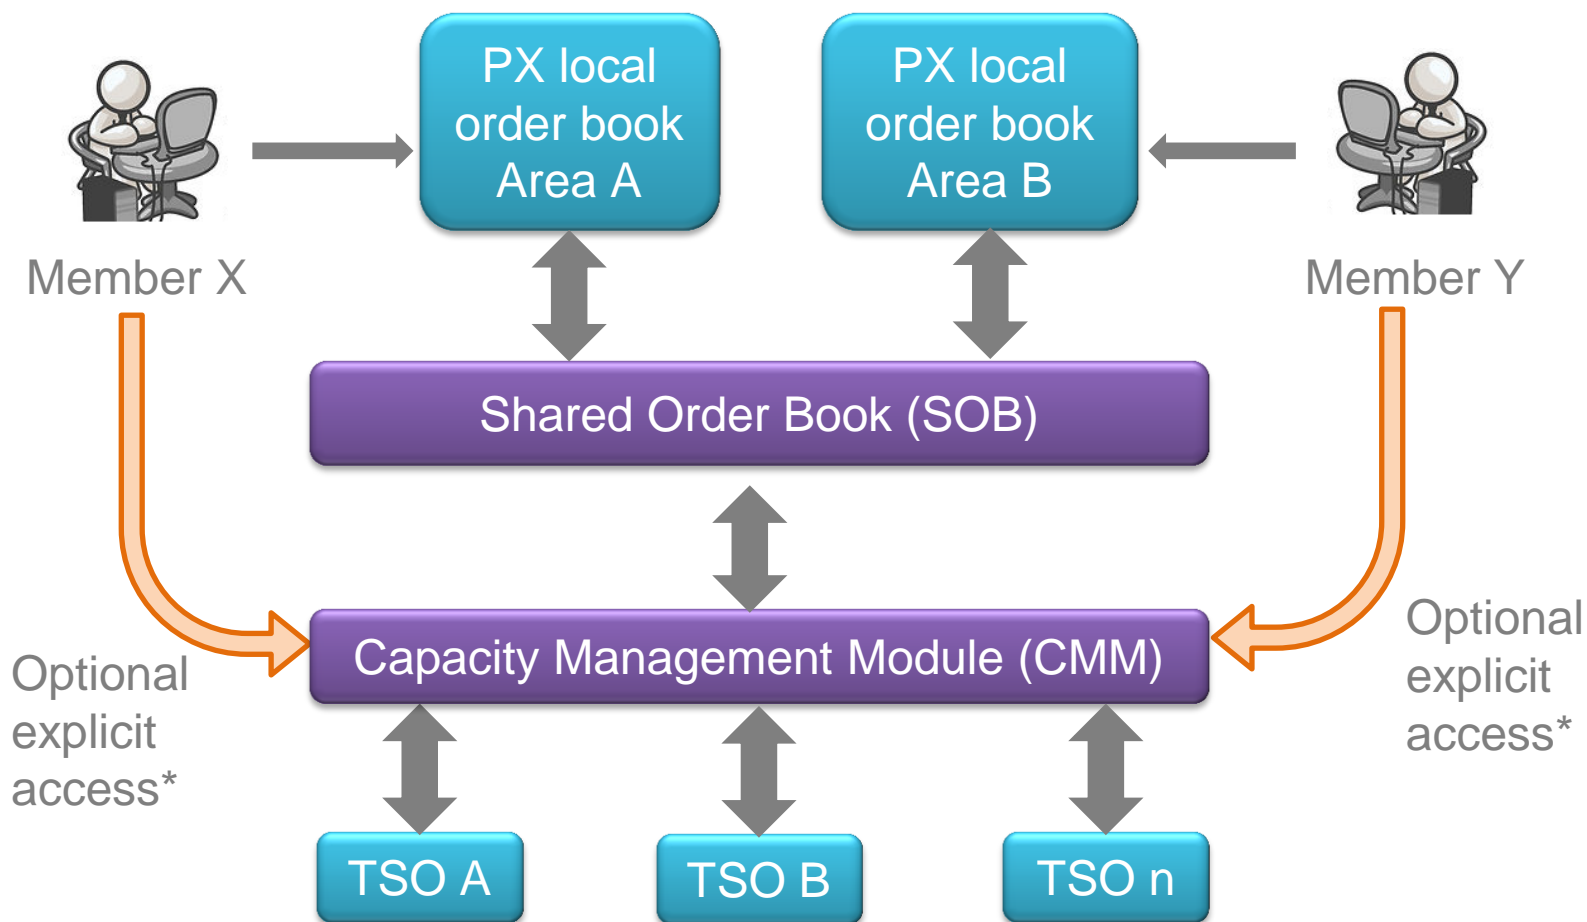 PX local
order book
Area A
PX local
order book
Area B
Member X
Member Y
Shared Order Book (SOB)
Capacity Management Module (CMM)
Optional
explicit
access*
Optional
explicit
access*
TSO A
TSO B
TSO n